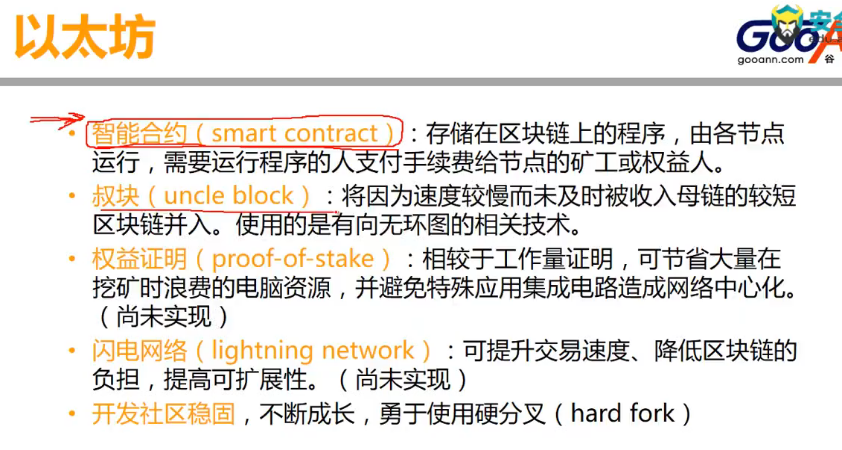 以太坊
安全
edu.
GooA
gooann.com 谷
• 智能合约（smart contract）：存储在区块链上的程序，由各节点
运行，需要运行程序的人支付手续费给节点的矿工或权益人。
• 叔块（uncle block）：将因为速度较慢而未及时被收入母链的较短
区块链并入。使用的是有向无环图的相关技术。
• 权益证明（proof-of-stake）：相较于工作量证明，可节省大量在
挖矿时浪费的电脑资源，并避免特殊应用集成电路造成网络中心化。
（尚未实现）
• 闪电网络（lightning network）：可提升交易速度、降低区块链的
负担，提高可扩展性。（尚未实现）
• 开发社区稳固，不断成长，勇于使用硬分叉（hard fork）